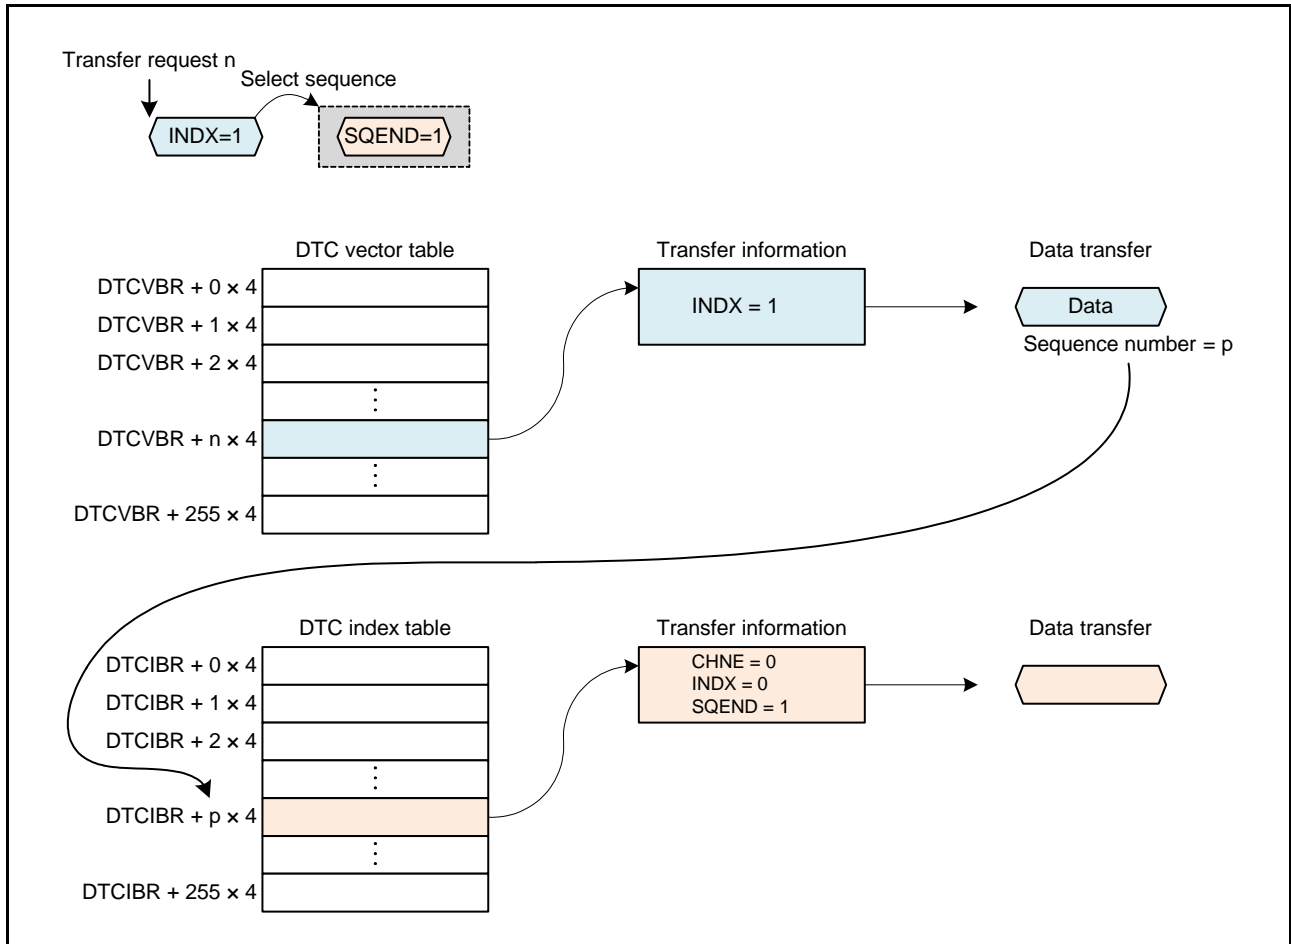 Transfer request n
Select sequence
INDX=1
SQEND=1
DTC vector table
Transfer information
Data transfer
DTCVBR + 0 × 4
DTCVBR + 1 × 4
DTCVBR + 2 × 4
⋮
DTCVBR + n × 4
⋮
DTCVBR + 255 × 4
INDX = 1
Data
Sequence number = p
DTC index table
Transfer information
Data transfer
DTCIBR + 0 × 4
DTCIBR + 1 × 4
DTCIBR + 2 × 4
⋮
DTCIBR + p × 4
⋮
DTCIBR + 255 × 4
CHNE = 0
INDX = 0
SQEND = 1